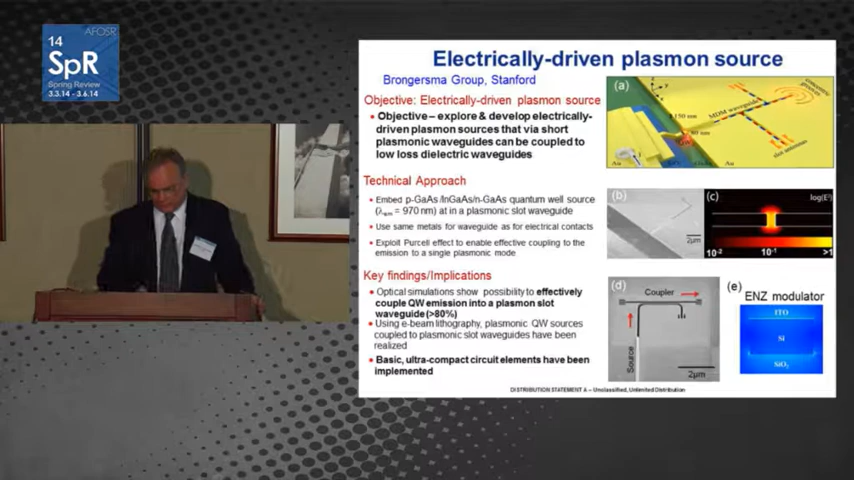 AFOSR
14
SpR
Spring Review
3.3.14 - 3.6.14
Electrically-driven plasmon source
Brongersma Group, Stanford
Objective: Electrically-driven plasmon source
• Objective – explore & develop electrically-
driven plasmon sources that via short
plasmonic waveguides can be coupled to
low loss dielectric waveguides
Technical Approach
• Embed p-GaAs/InGaAs/n-GaAs quantum well source
(λ = 970 nm) at in a plasmonic slot waveguide
• Use same metals for waveguide as for electrical contacts
• Exploit Purcell effect to enable effective coupling to the
emission to a single plasmonic mode
Key findings/Implications
• Optical simulations show possibility to effectively
couple QW emission into a plasmon slot
waveguide (>80%)
• Using e-beam lithography, plasmonic QW sources
coupled to plasmonic slot waveguides have been
realized
• Basic, ultra-compact circuit elements have been
implemented
(a)
MDM waveguide
150 nm
80 nm
slot antennas
Au
Au
(b)
2μm
(c)
log(E²)
10⁻²
10⁻¹
>1
(d)
Coupler
Source
2μm
(e)
ENZ modulator
ITO
Si
SiO₂
DISTRIBUTION STATEMENT A – Unclassified, Unlimited Distribution